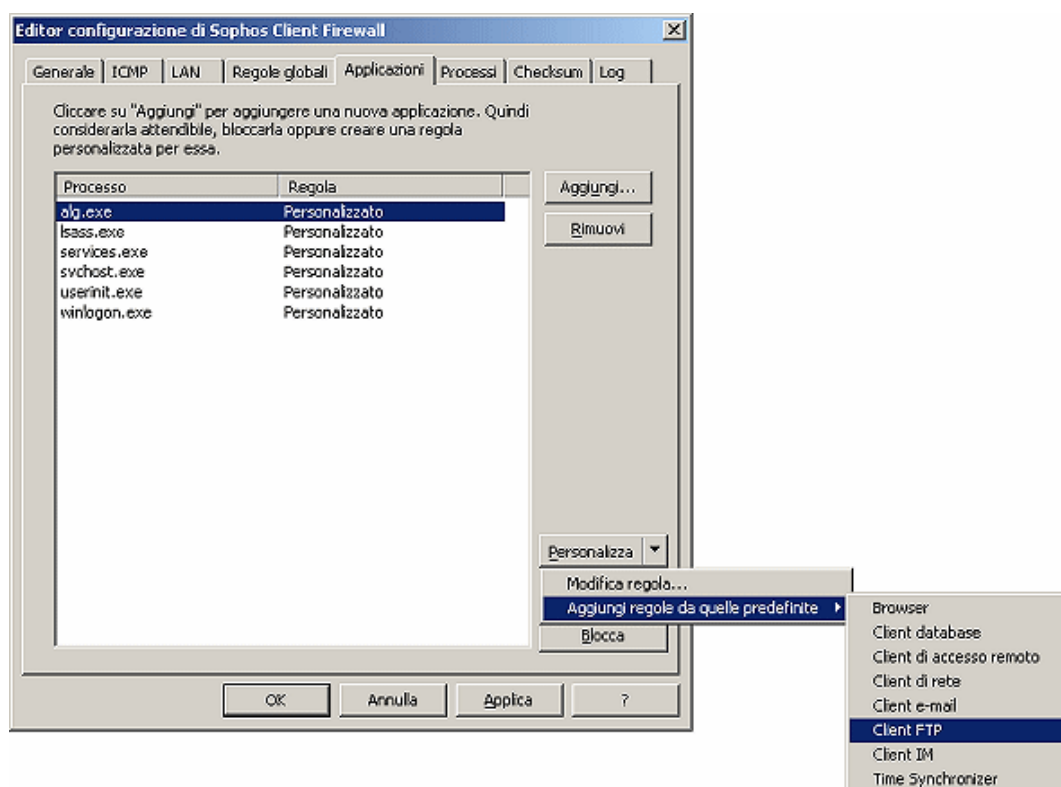 Editor configurazione di Sophos Client Firewall
Generale ICMP LAN Regole globali Applicazioni Processi Checksum Log
Cliccare su "Aggiungi" per aggiungere una nuova applicazione. Quindi
considerarla attendibile, bloccarla oppure creare una regola
personalizzata per essa.
Processo Regola
alg.exe Personalizzato
lsass.exe Personalizzato
services.exe Personalizzato
svchost.exe Personalizzato
userinit.exe Personalizzato
winlogon.exe Personalizzato
Aggiungi...
Rimuovi
Personalizza
Modifica regola...
Aggiungi regole da quelle predefinite
Blocca
Browser
Client database
Client di accesso remoto
Client di rete
Client e-mail
Client FTP
Client IM
Time Synchronizer
OK Annulla Applica ?